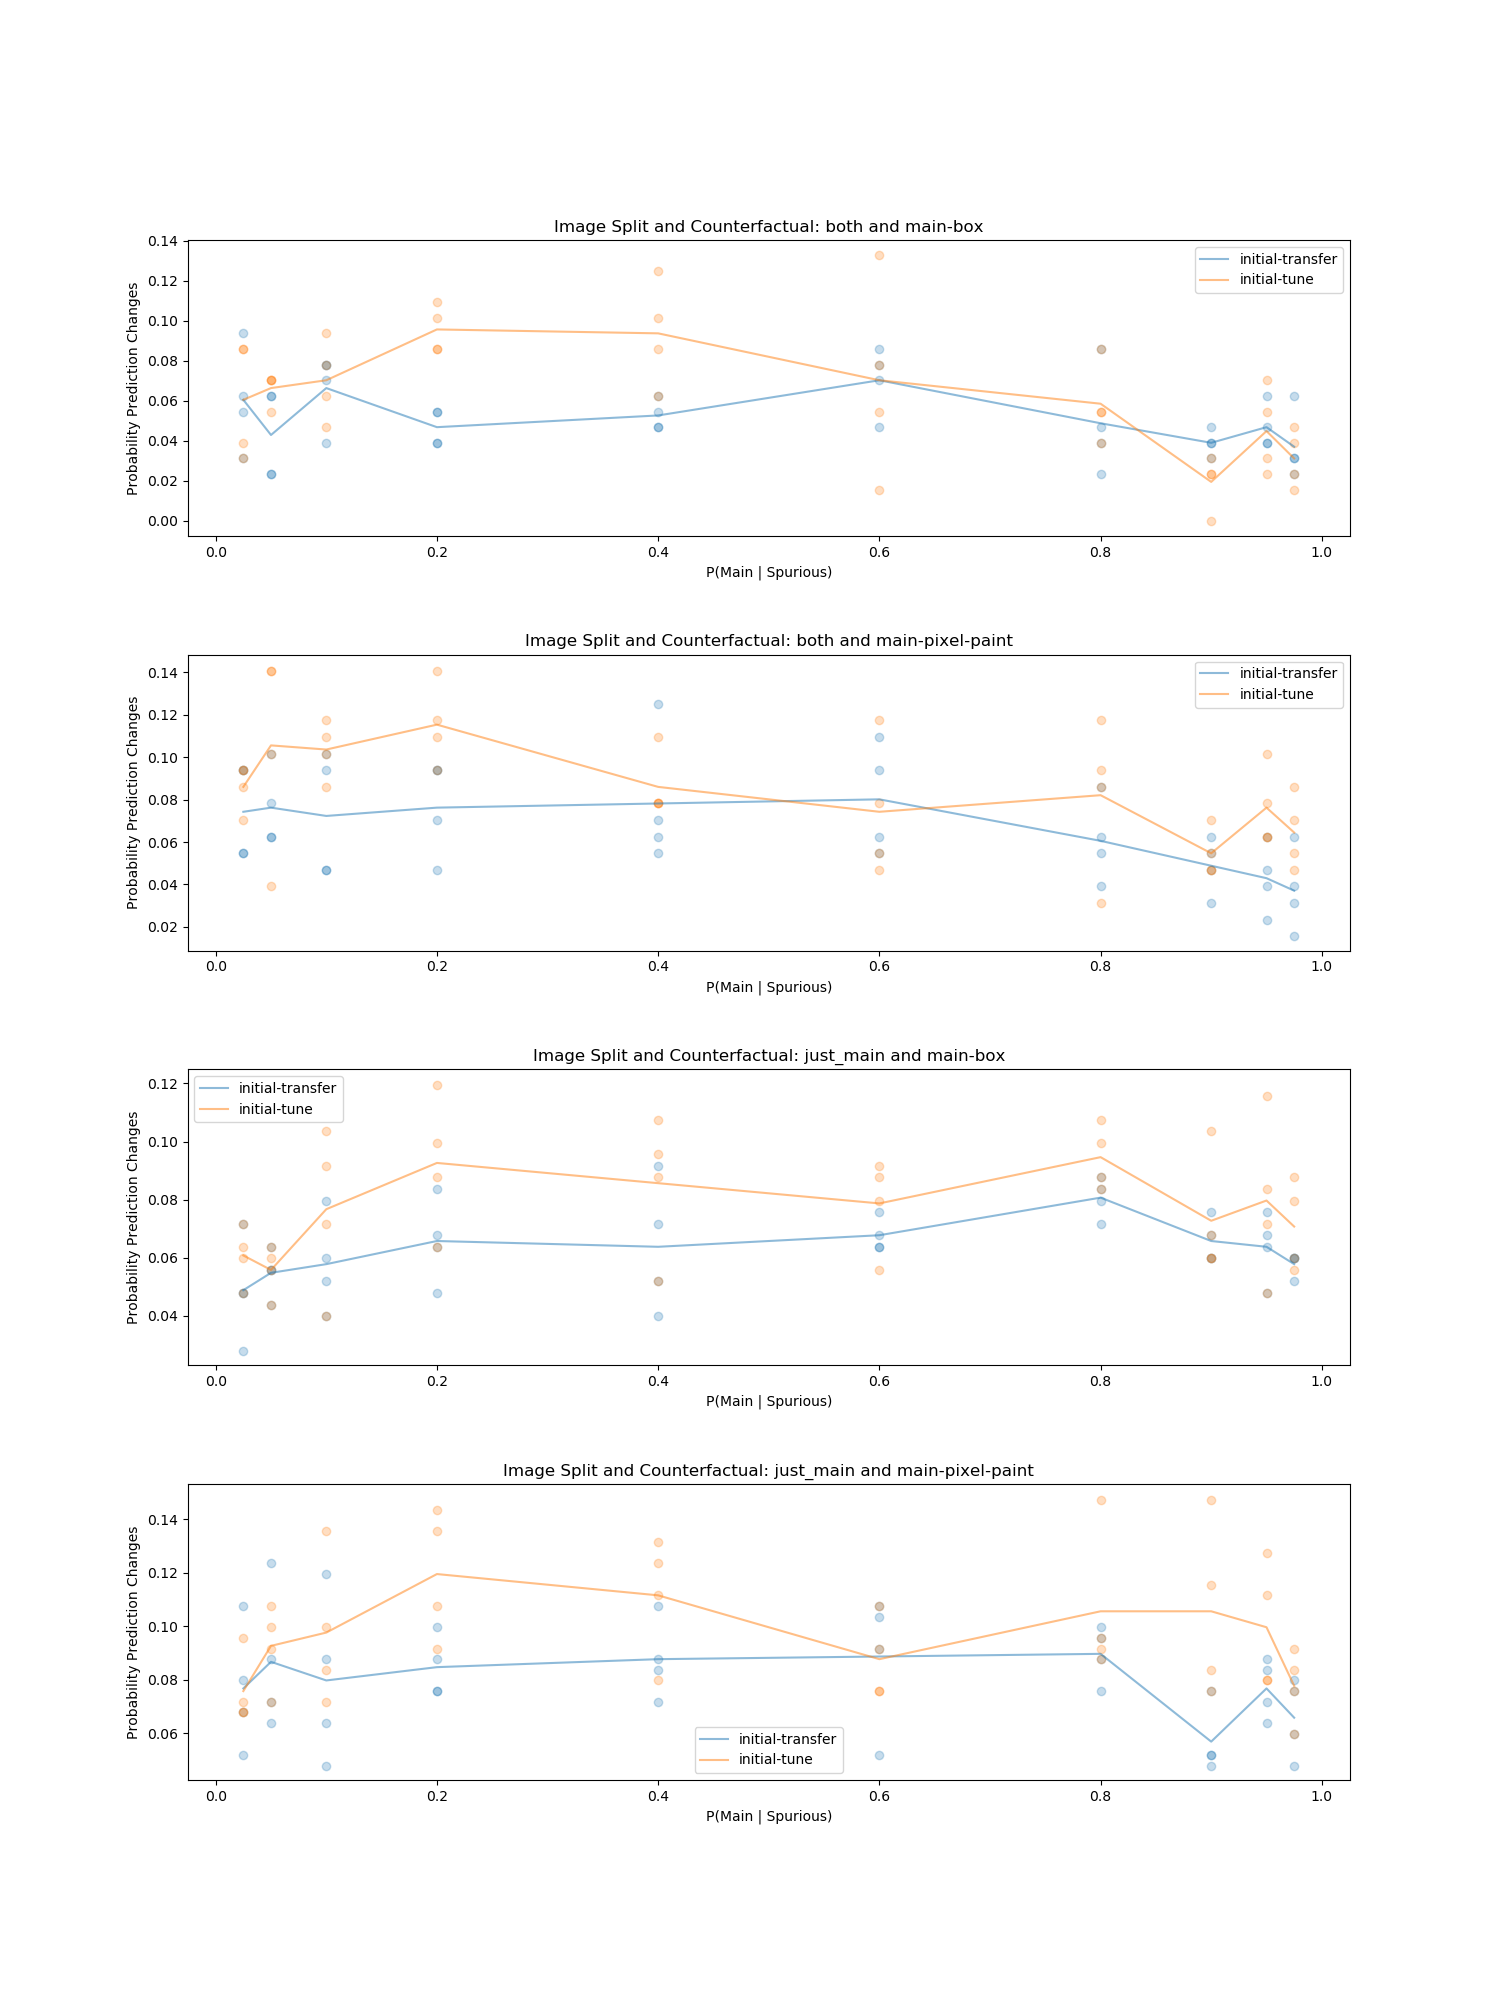 Image Split and Counterfactual: both and main-box
Probability Prediction Changes
0.14
0.12
0.10
0.08
0.06
0.04
0.02
0.00
initial-transfer
initial-tune
0.0 0.2 0.4 0.6 0.8 1.0
P(Main | Spurious)
Image Split and Counterfactual: both and main-pixel-paint
Probability Prediction Changes
0.14
0.12
0.10
0.08
0.06
0.04
0.02
initial-transfer
initial-tune
0.0 0.2 0.4 0.6 0.8 1.0
P(Main | Spurious)
Image Split and Counterfactual: just_main and main-box
Probability Prediction Changes
0.12
0.10
0.08
0.06
0.04
initial-transfer
initial-tune
0.0 0.2 0.4 0.6 0.8 1.0
P(Main | Spurious)
Image Split and Counterfactual: just_main and main-pixel-paint
Probability Prediction Changes
0.14
0.12
0.10
0.08
0.06
initial-transfer
initial-tune
0.0 0.2 0.4 0.6 0.8 1.0
P(Main | Spurious)